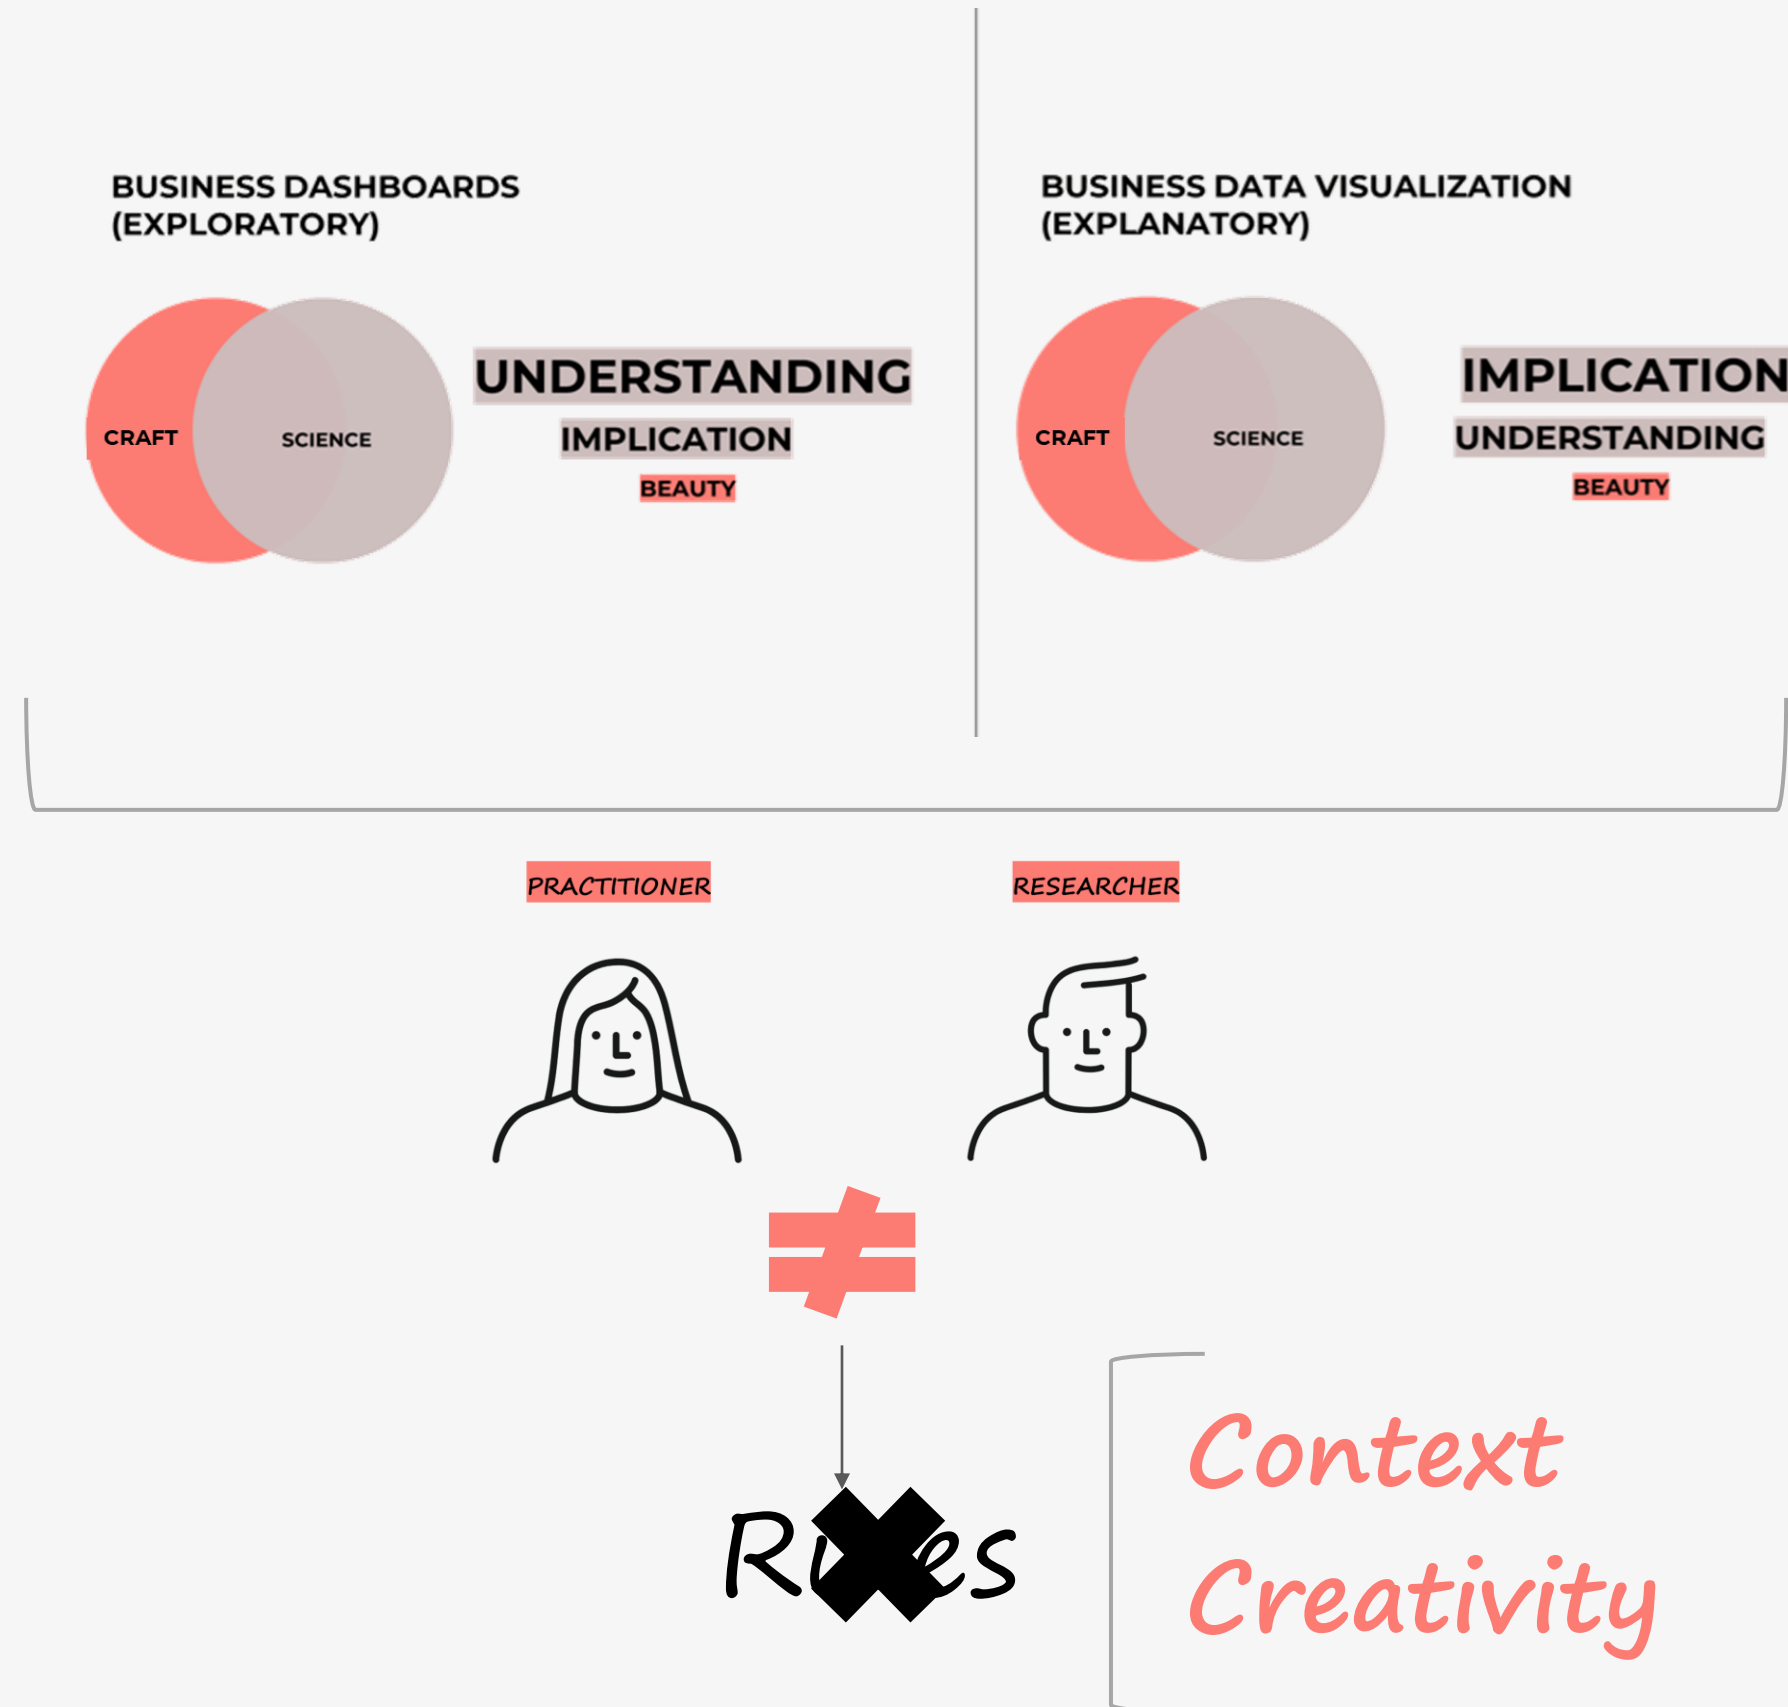 BUSINESS DASHBOARDS
(EXPLORATORY)
CRAFT
SCIENCE
UNDERSTANDING
IMPLICATION
BEAUTY
BUSINESS DATA VISUALIZATION
(EXPLANATORY)
CRAFT
SCIENCE
IMPLICATION
UNDERSTANDING
BEAUTY
PRACTITIONER
RESEARCHER
≠
Rules
Context
Creativity